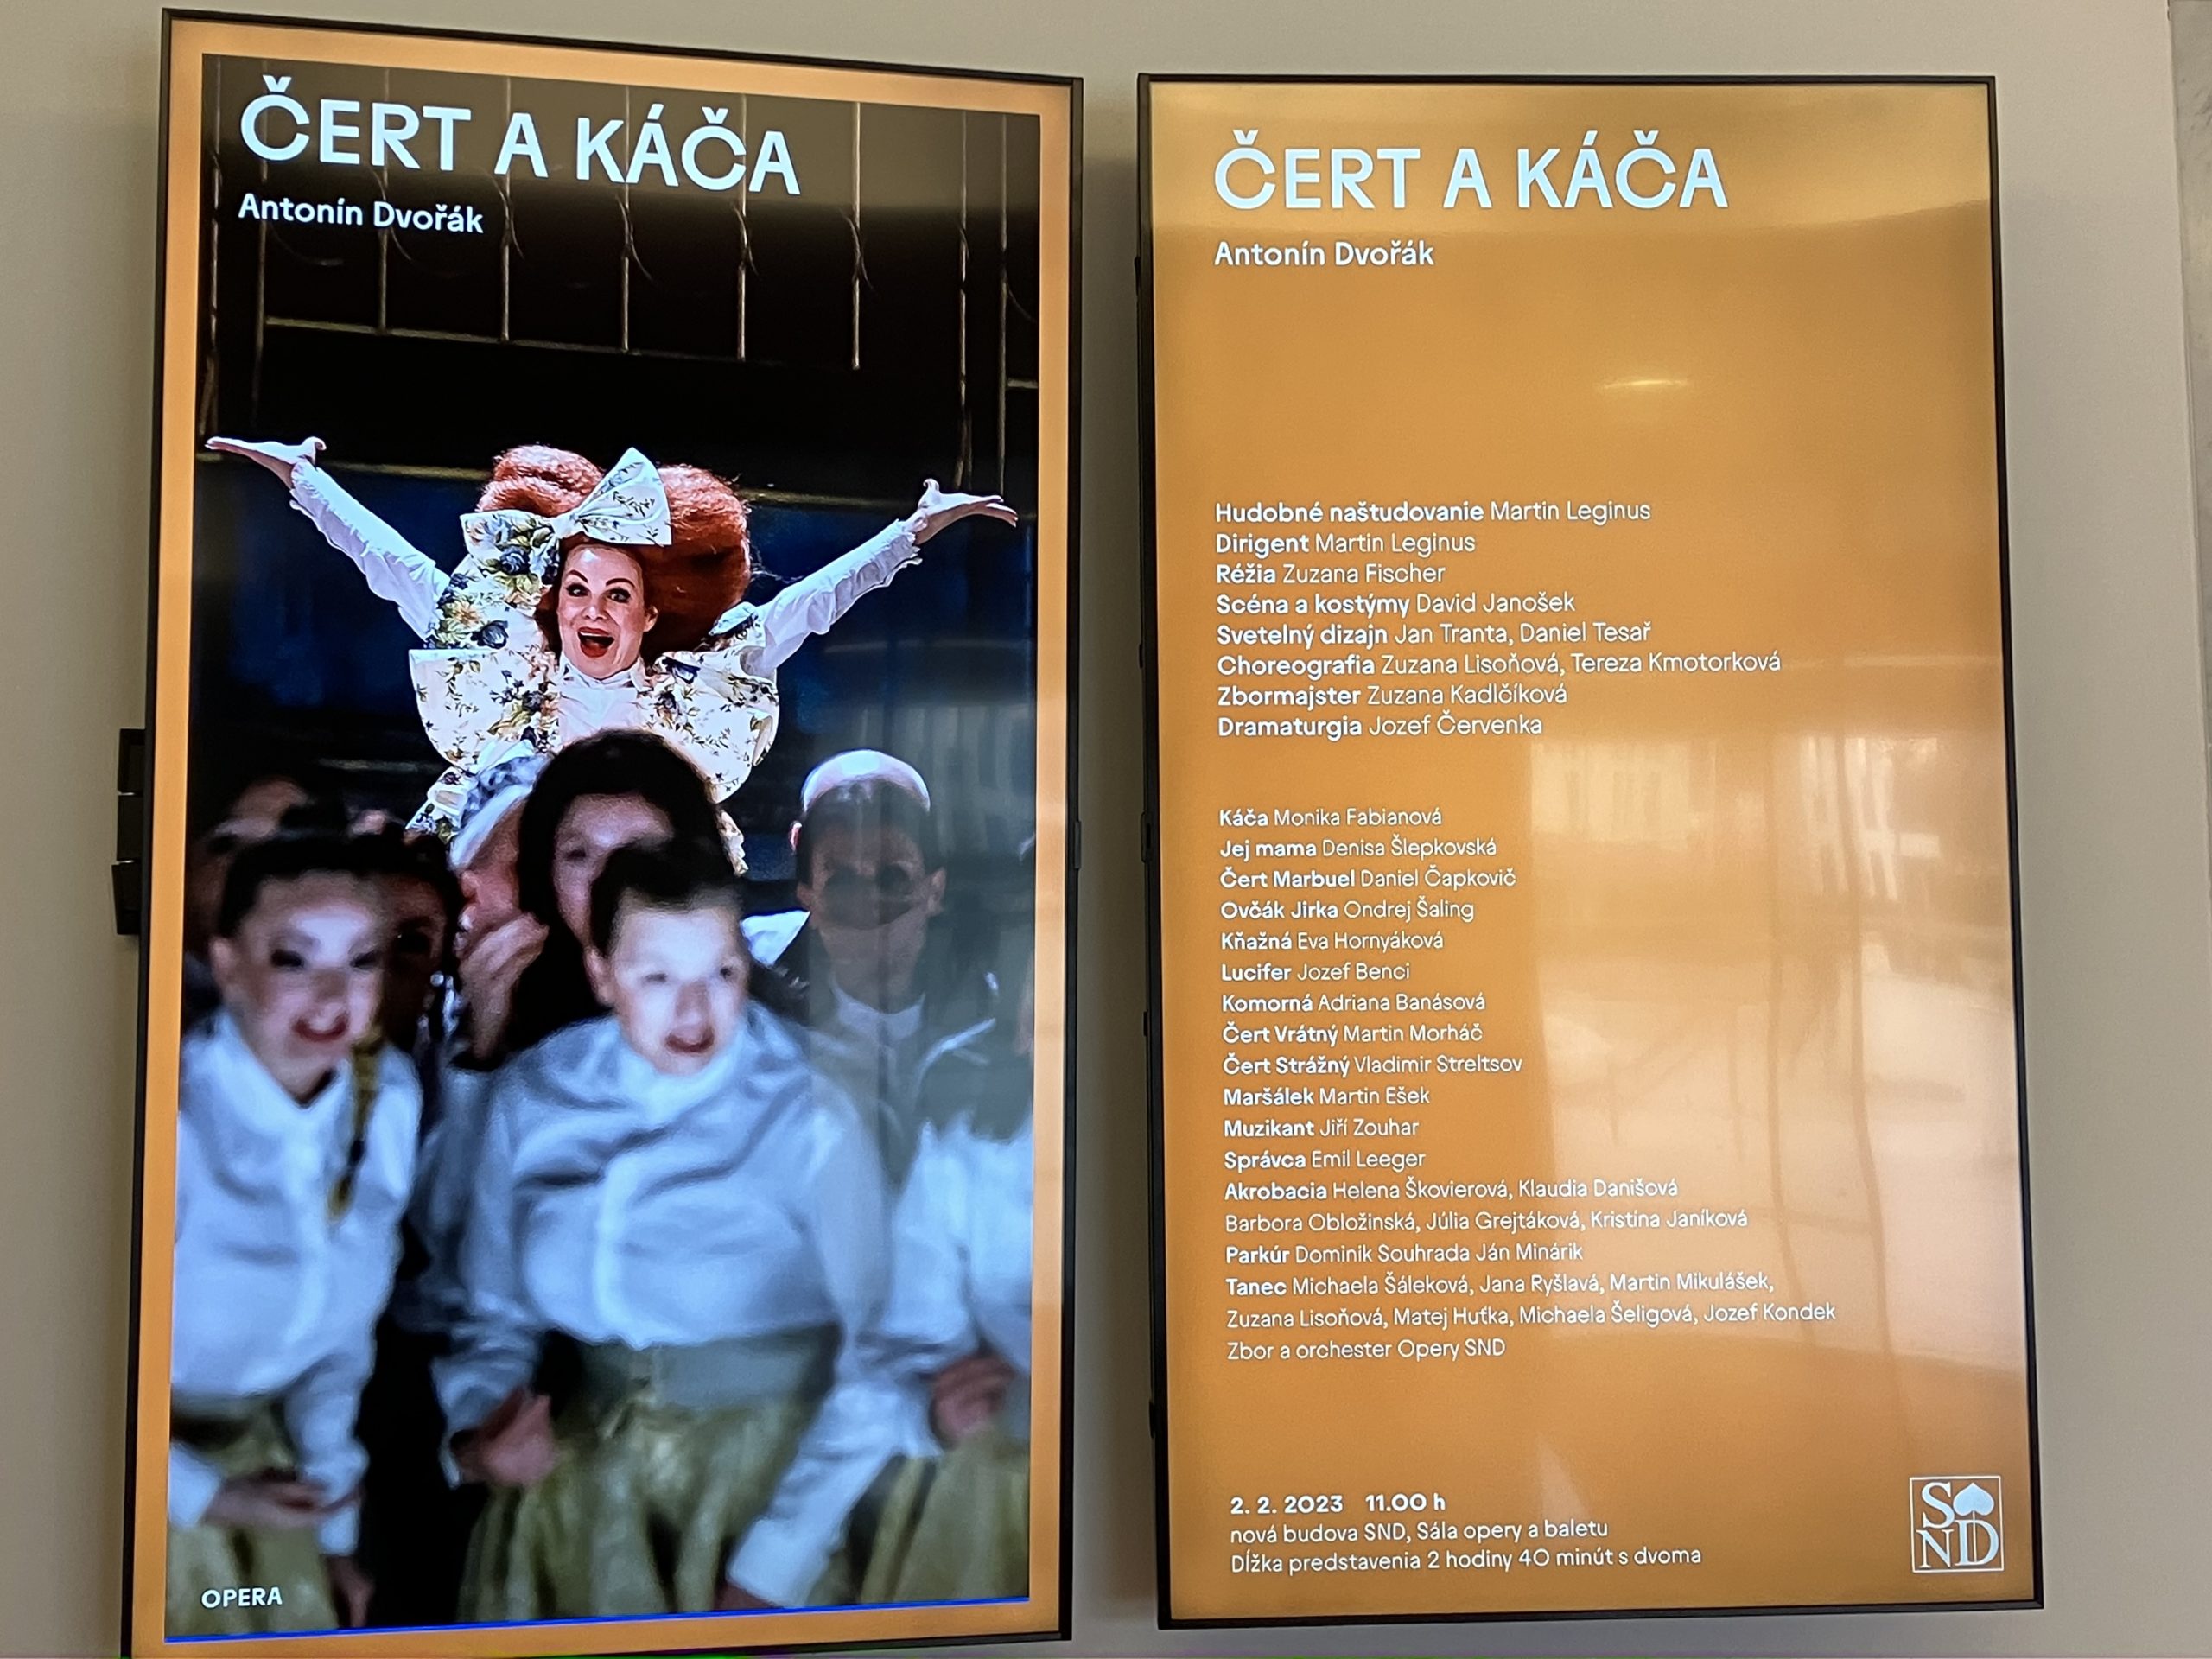 ČERT A KÁČA
Antonín Dvořák
OPERA
ČERT A KÁČA
Antonín Dvořák
Hudobné naštudovanie Martin Leginus
Dirigent Martin Leginus
Réžia Zuzana Fischer
Scéna a kostýmy David Janošek
Svetelný dizajn Jan Tranta, Daniel Tesař
Choreografia Zuzana Lisoňová, Tereza Kmotorková
Zbormajster Zuzana Kadlčíková
Dramaturgia Jozef Červenka
Káča Monika Fabianová
Jej mama Denisa Šlepkovská
Čert Marbuel Daniel Čapkovič
Ovčák Jirka Ondrej Šaling
Kňažná Eva Hornyáková
Lucifer Jozef Benci
Komorná Adriana Banásová
Čert Vrátný Martin Morháč
Čert Strážný Vladimir Streltsov
Maršálek Martin Ešek
Muzikant Jiří Zouhar
Správca Emil Leeger
Akrobacia Helena Škovierová, Klaudia Danišová
Barbora Obložinská, Júlia Grejtáková, Kristína Janíková
Parkúr Dominik Souhrada Ján Minárik
Tanec Michaela Šáleková, Jana Ryšlavá, Martin Mikulášek,
Zuzana Lisoňová, Matej Huťka, Michaela Šeligová, Jozef Kondek
Zbor a orchester Opery SND
2. 2. 2023 11.00 h
nová budova SND, Sála opery a baletu
Dĺžka predstavenia 2 hodiny 40 minút s dvoma
SND